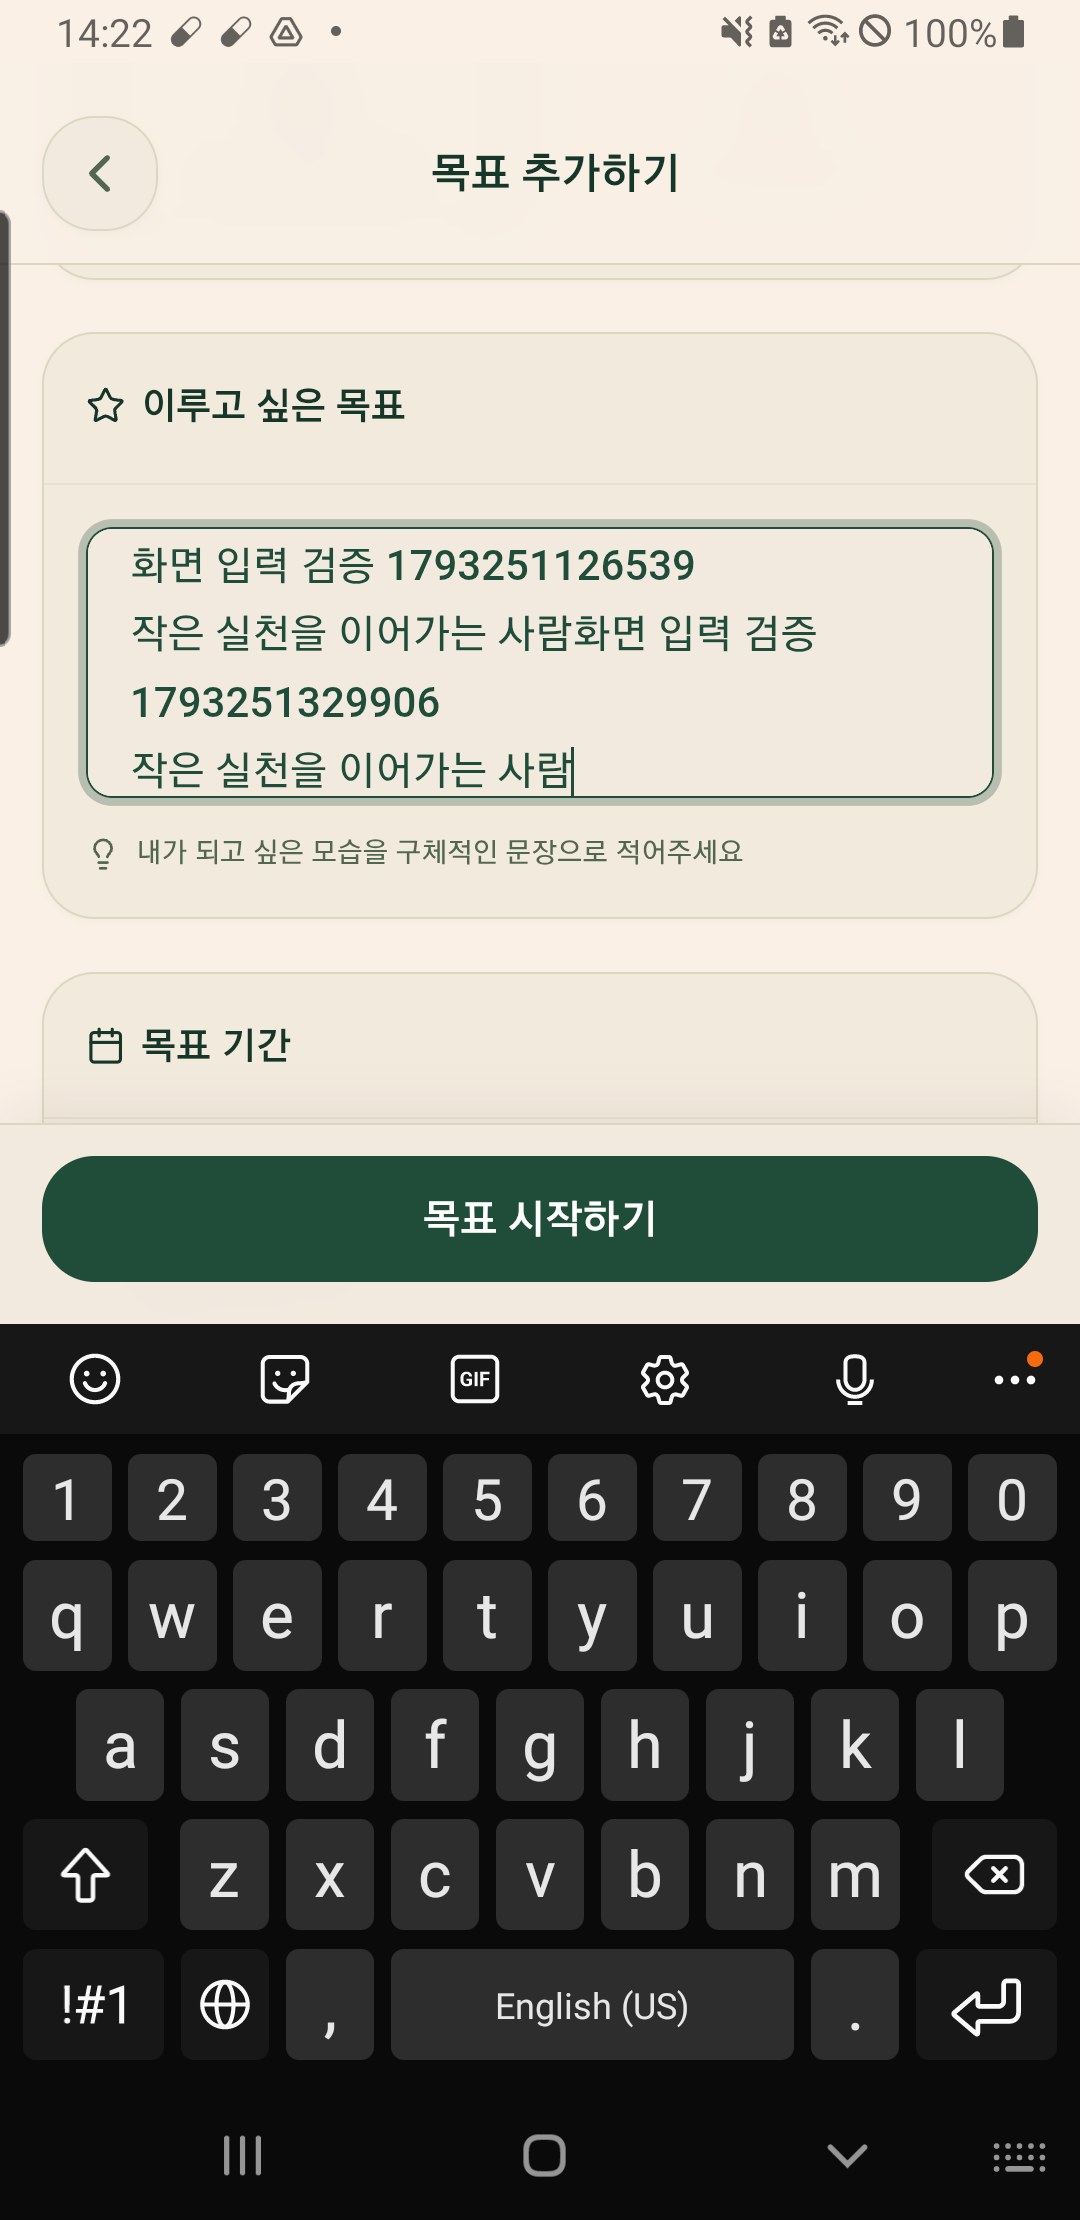 14:22
100%
목표 추가하기
이루고 싶은 목표
화면 입력 검증 1793251126539
작은 실천을 이어가는 사람화면 입력 검증
1793251329906
작은 실천을 이어가는 사람
내가 되고 싶은 모습을 구체적인 문장으로 적어주세요
목표 기간
목표 시작하기
GIF
1 2 3 4 5 6 7 8 9 0
q w e r t y u i o p
a s d f g h j k l
z x c v b n m
!#1 , English (US) .